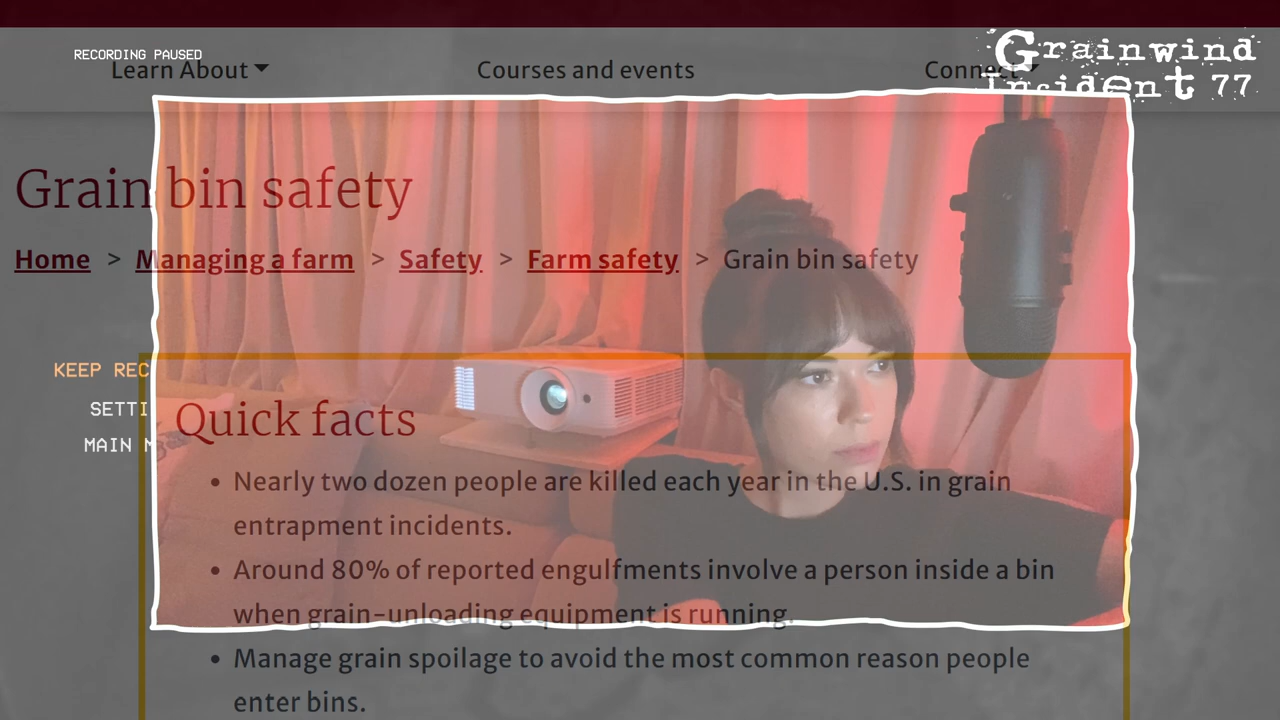 RECORDING PAUSED
Grainwind
Incident 77
Learn About
Courses and events
Connect
Grain bin safety
Home > Managing a farm > Safety > Farm safety > Grain bin safety
KEEP REC
SETTI
MAIN M
Quick facts
• Nearly two dozen people are killed each year in the U.S. in grain
entrapment incidents.
• Around 80% of reported engulfments involve a person inside a bin
when grain-unloading equipment is running.
• Manage grain spoilage to avoid the most common reason people
enter bins.